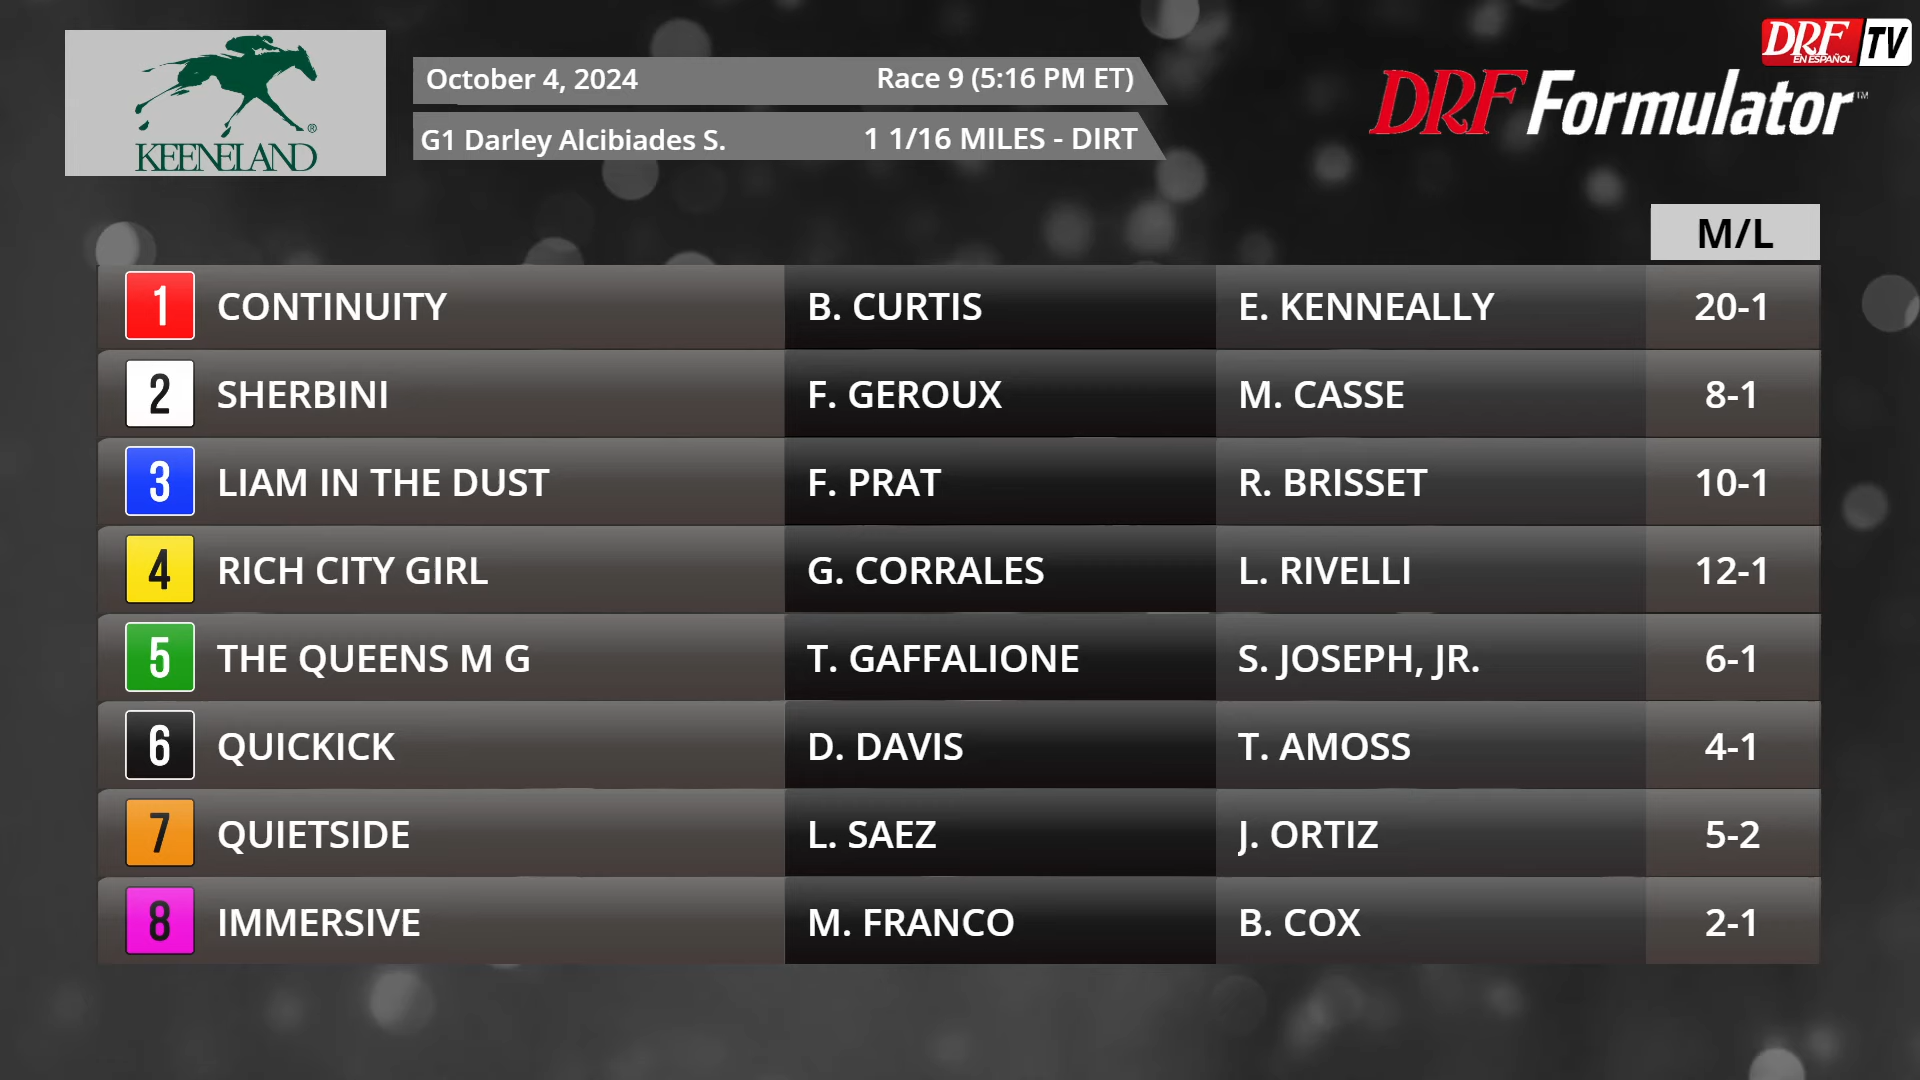 KEENELAND
®
October 4, 2024 Race 9 (5:16 PM ET)
G1 Darley Alcibiades S. 1 1/16 MILES - DIRT
DRF EN ESPAÑOL TV
DRF Formulator™
M/L
1 CONTINUITY B. CURTIS E. KENNEALLY 20-1
2 SHERBINI F. GEROUX M. CASSE 8-1
3 LIAM IN THE DUST F. PRAT R. BRISSET 10-1
4 RICH CITY GIRL G. CORRALES L. RIVELLI 12-1
5 THE QUEENS M G T. GAFFALIONE S. JOSEPH, JR. 6-1
6 QUICKICK D. DAVIS T. AMOSS 4-1
7 QUIETSIDE L. SAEZ J. ORTIZ 5-2
8 IMMERSIVE M. FRANCO B. COX 2-1